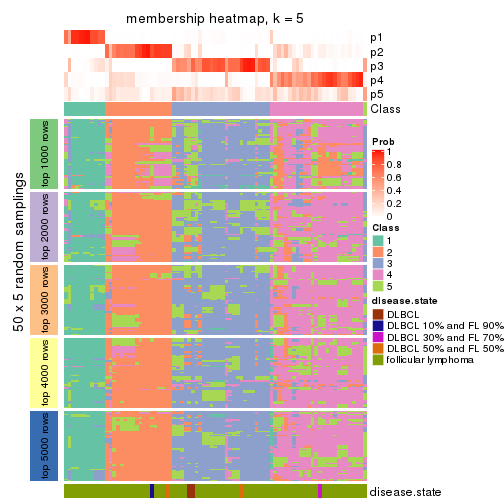 membership heatmap, k = 5
p1
p2
p3
p4
p5
Class
50 x 5 random samplings
top 1000 rows
top 2000 rows
top 3000 rows
top 4000 rows
top 5000 rows
Prob
1
0.8
0.6
0.4
0.2
0
Class
1
2
3
4
5
disease.state
DLBCL
DLBCL 10% and FL 90%
DLBCL 30% and FL 70%
DLBCL 50% and FL 50%
follicular lymphoma
disease.state